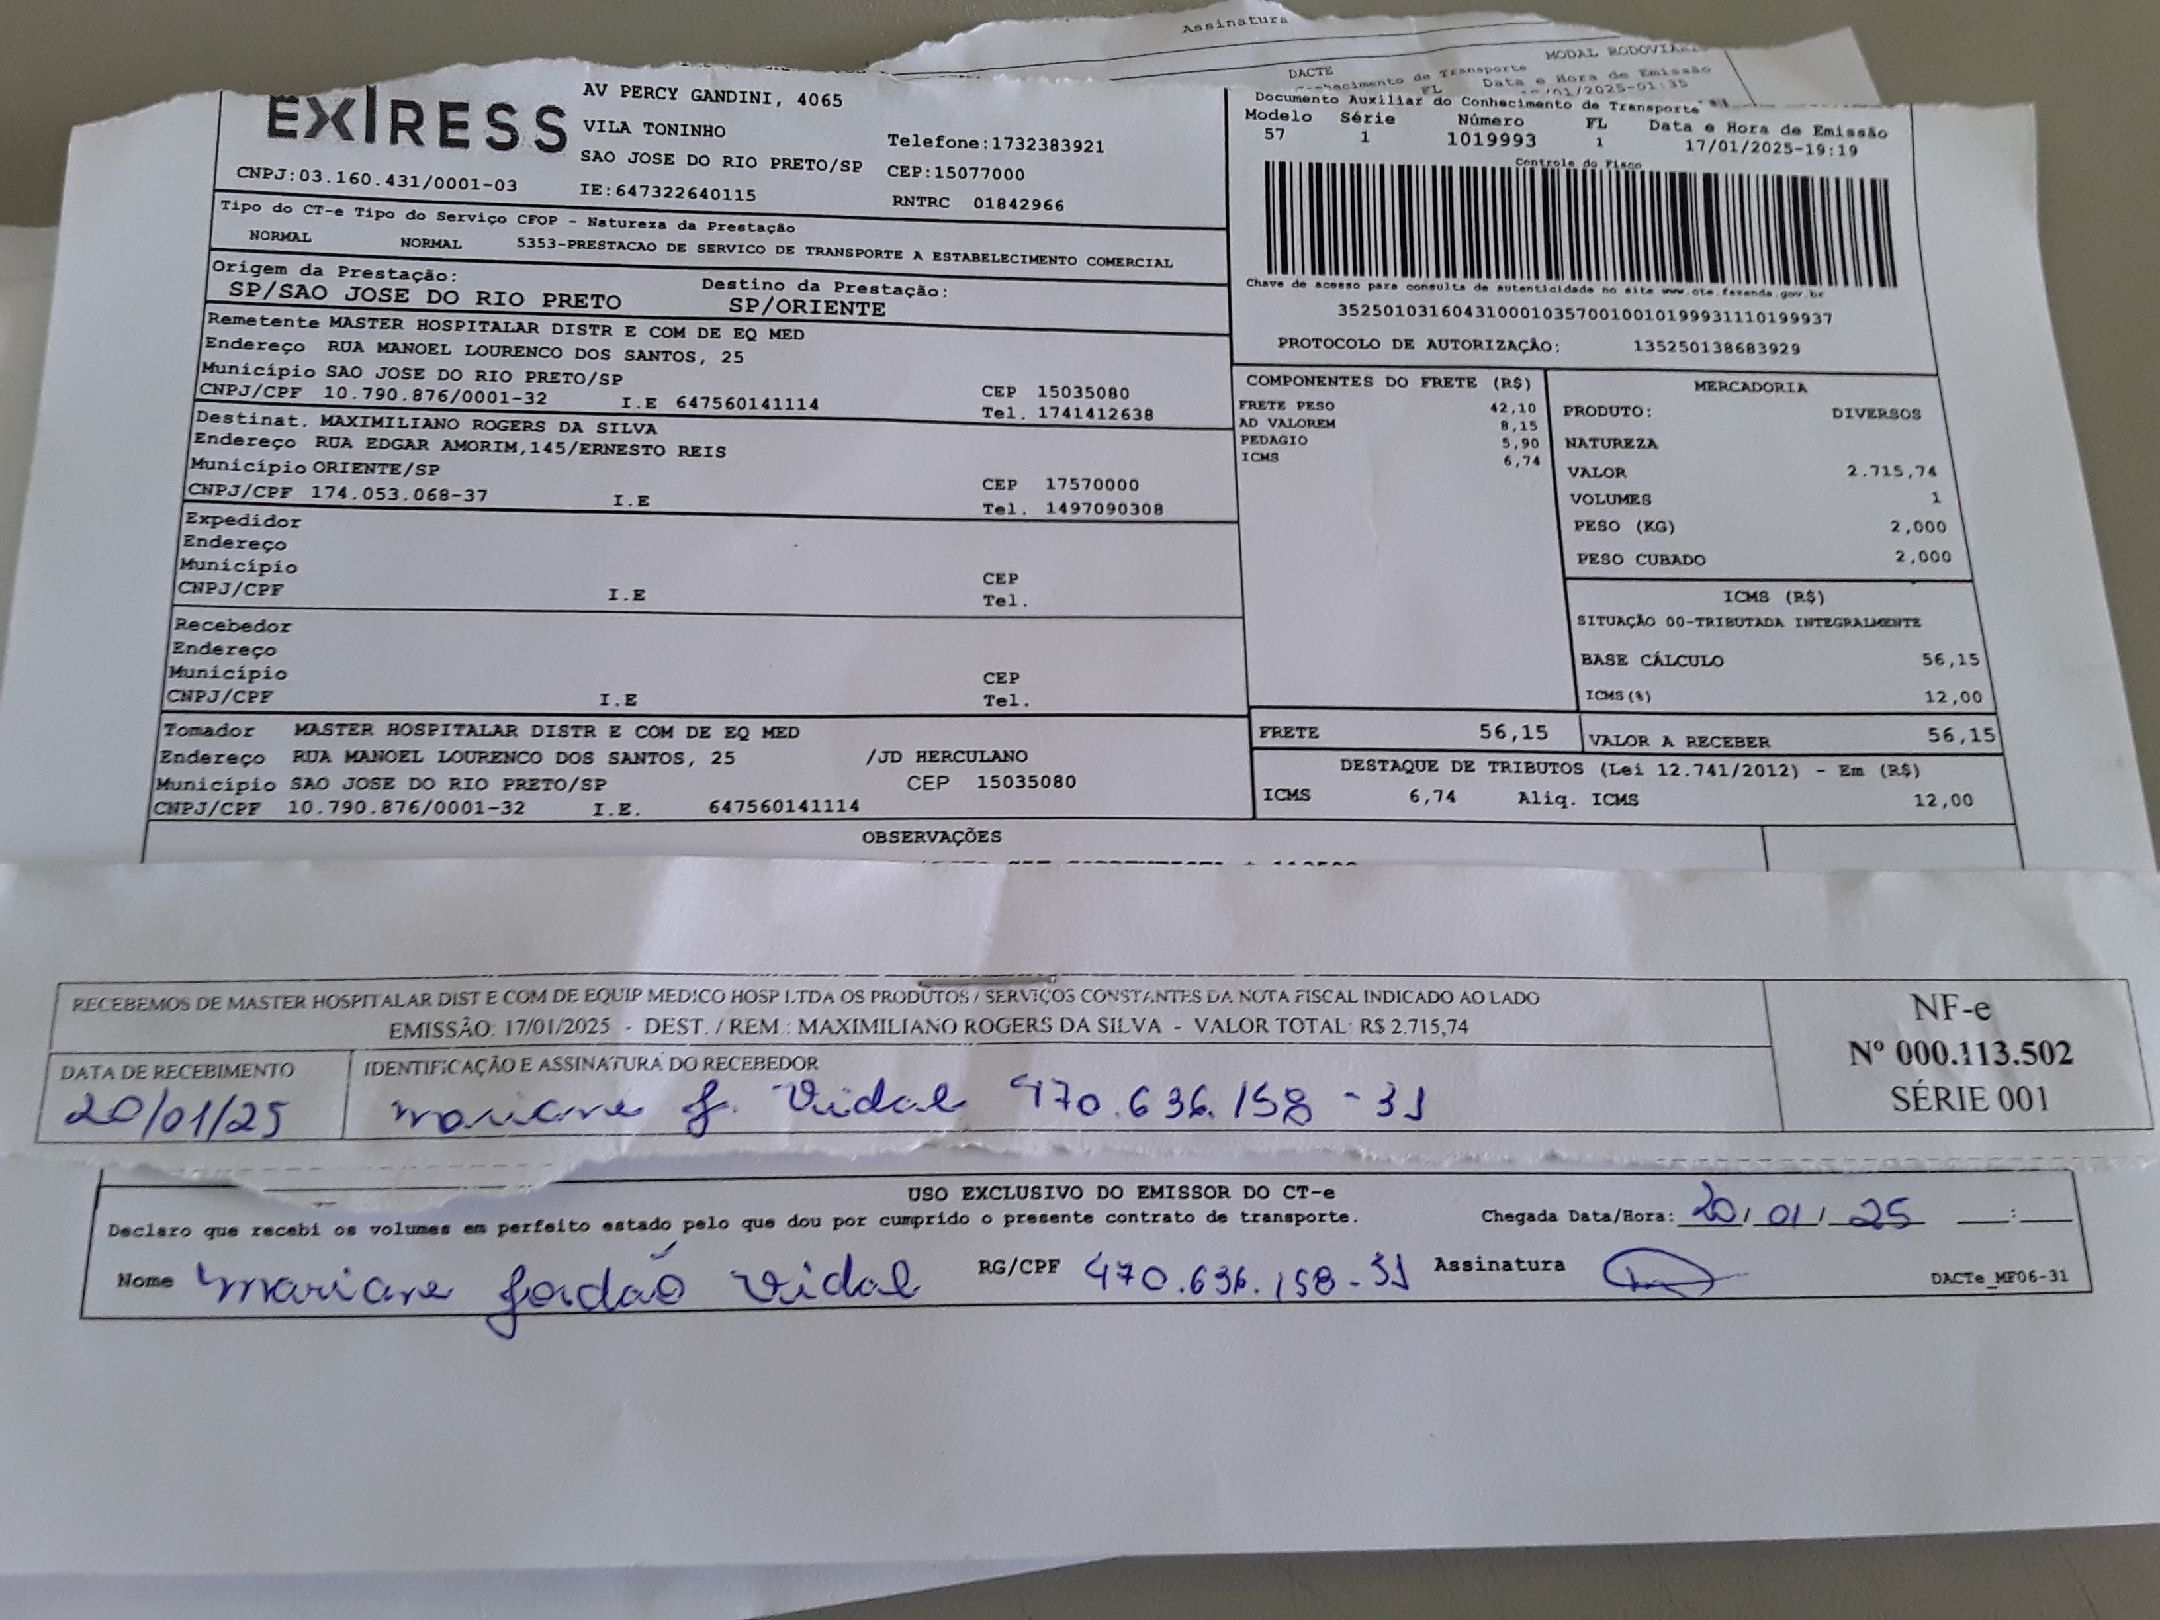 Assinatura
MODAL RODOVIÁ
DACTE
de Transporte
FL Data e Hora de Emissão
/01/2025-01:35
EXIRESS
AV PERCY GANDINI, 4065
VILA TONINHO
Telefone:1732383921
SAO JOSE DO RIO PRETO/SP CEP:15077000
CNPJ:03.160.431/0001-03 IE:647322640115 RNTRC 01842966
Documento Auxiliar do Conhecimento de Transporte
Modelo Série Número FL Data e Hora de Emissão
57 1 1019993 1 17/01/2025-19:19
Controle do Fisco
Chave de acesso para consulta de autenticidade no site www.cte.fazenda.gov.br
35250103160431000103570010010199931110199937
PROTOCOLO DE AUTORIZAÇÃO: 135250138683929
Tipo do CT-e Tipo do Serviço CFOP - Natureza da Prestação
NORMAL NORMAL 5353-PRESTACAO DE SERVICO DE TRANSPORTE A ESTABELECIMENTO COMERCIAL
Origem da Prestação: Destino da Prestação:
SP/SAO JOSE DO RIO PRETO SP/ORIENTE
Remetente MASTER HOSPITALAR DISTR E COM DE EQ MED
Endereço RUA MANOEL LOURENCO DOS SANTOS, 25
Município SAO JOSE DO RIO PRETO/SP CEP 15035080
CNPJ/CPF 10.790.876/0001-32 I.E 647560141114 Tel. 1741412638
Destinat. MAXIMILIANO ROGERS DA SILVA
Endereço RUA EDGAR AMORIM,145/ERNESTO REIS
Município ORIENTE/SP CEP 17570000
CNPJ/CPF 174.053.068-37 I.E Tel. 1497090308
Expedidor
Endereço
Município CEP
CNPJ/CPF I.E Tel.
Recebedor
Endereço
Município CEP
CNPJ/CPF I.E Tel.
Tomador MASTER HOSPITALAR DISTR E COM DE EQ MED
Endereço RUA MANOEL LOURENCO DOS SANTOS, 25 /JD HERCULANO
Município SAO JOSE DO RIO PRETO/SP CEP 15035080
CNPJ/CPF 10.790.876/0001-32 I.E. 647560141114
COMPONENTES DO FRETE (R$)
FRETE PESO 42,10
AD VALOREM 8,15
PEDAGIO 5,90
ICMS 6,74
MERCADORIA
PRODUTO: DIVERSOS
NATUREZA
VALOR 2.715,74
VOLUMES 1
PESO (KG) 2,000
PESO CUBADO 2,000
ICMS (R$)
SITUAÇÃO 00-TRIBUTADA INTEGRALMENTE
BASE CÁLCULO 56,15
ICMS(%) 12,00
FRETE 56,15 VALOR A RECEBER 56,15
DESTAQUE DE TRIBUTOS (Lei 12.741/2012) - Em (R$)
ICMS 6,74 Aliq. ICMS 12,00
OBSERVAÇÕES
RECEBEMOS DE MASTER HOSPITALAR DIST E COM DE EQUIP MEDICO HOSP LTDA OS PRODUTOS / SERVIÇOS CONSTANTES DA NOTA FISCAL INDICADO AO LADO
EMISSÃO: 17/01/2025 - DEST. / REM.: MAXIMILIANO ROGERS DA SILVA - VALOR TOTAL: R$ 2.715,74
DATA DE RECEBIMENTO IDENTIFICAÇÃO E ASSINATURA DO RECEBEDOR
20/01/25 Mariane J. Vidal 470.636.158-31
NF-e
Nº 000.113.502
SÉRIE 001
USO EXCLUSIVO DO EMISSOR DO CT-e
Declaro que recebi os volumes em perfeito estado pelo que dou por cumprido o presente contrato de transporte. Chegada Data/Hora: 20/01/25 __:__
Nome Mariane Jordão Vidal RG/CPF 470.636.158-31 Assinatura
DACTe_MF06-31